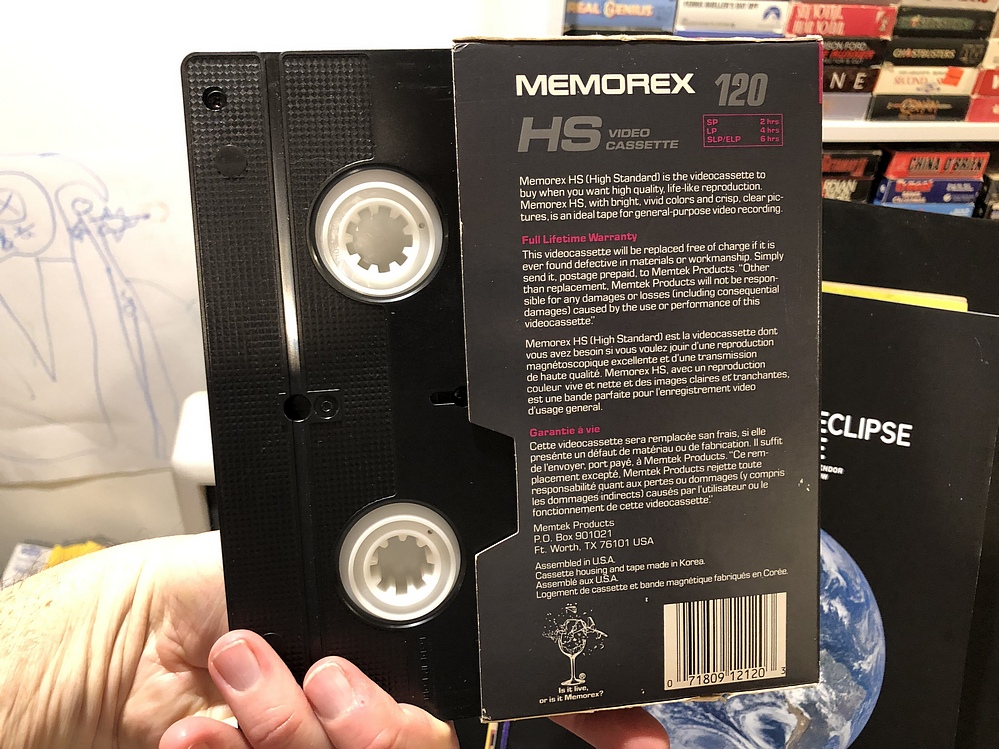 MEMOREX 120
HS VIDEO
CASSETTE
SP 2 hrs
LP 4 hrs
SLP/ELP 6 hrs
Memorex HS (High Standard) is the videocassette to
buy when you want high quality, life-like reproduction.
Memorex HS, with bright, vivid colors and crisp, clear pic-
tures, is an ideal tape for general-purpose video recording.
Full Lifetime Warranty
This videocassette will be replaced free of charge if it is
ever found defective in materials or workmanship. Simply
send it, postage prepaid, to Memtek Products. "Other
than replacement, Memtek Products will not be respon-
sible for any damages or losses (including consequential
damages) caused by the use or performance of this
videocassette."
Memorex HS (High Standard) est la videocassette dont
vous avez besoin si vous voulez jouir d'une reproduction
magnétoscopique excellente et d'une transmission
de haute qualité. Memorex HS, avec un reproduction
couleur vive et nette et des images claires et tranchantes,
est une bande parfaite pour l'enregistrement video
d'usage general.
Garantie à vie
Cette videocassette sera remplacée san frais, si elle
presénte un défaut de matériau ou de fabrication. Il suffit
de l'envoyer, port payé, à Memtek Products. "Ce rem-
placement excepté, Memtek Products rejette toute
responsabilité quant aux pertes ou dommages (y compris
les dommages indirects) causés par l'utilisateur ou le
fonctionnement de cette videocassette."
Memtek Products
P.O. Box 901021
Ft. Worth, TX 76101 USA
Assembled in U.S.A.
Cassette housing and tape made in Korea.
Assemblé aux U.S.A.
Logement de cassette et bande magnétique fabriqués en Corée.
Is it live,
or is it Memorex?
0 71809 12120 3
REAL GENIUS
GHOSTBUSTERS
CHINA O'BRIEN
ECLIPSE